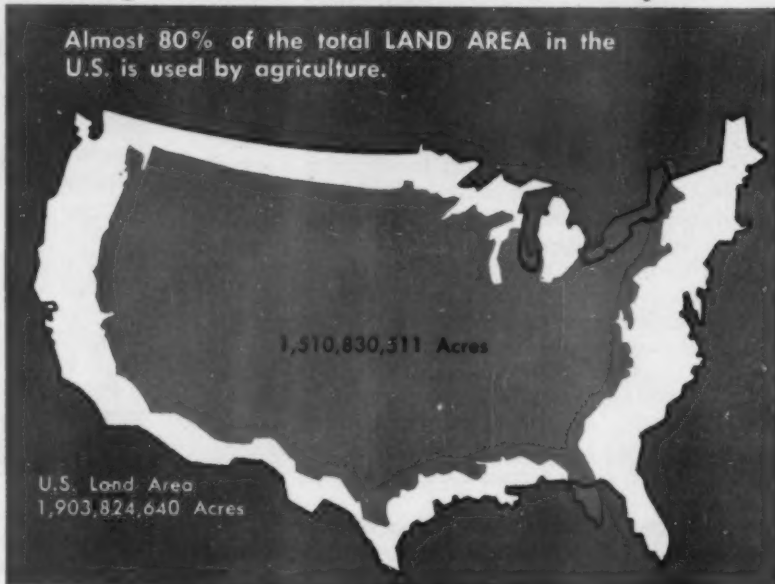 Almost 80% of the total LAND AREA in the
U.S. is used by agriculture.
1,510,830,511 Acres
U.S. Land Area
1,903,824,640 Acres